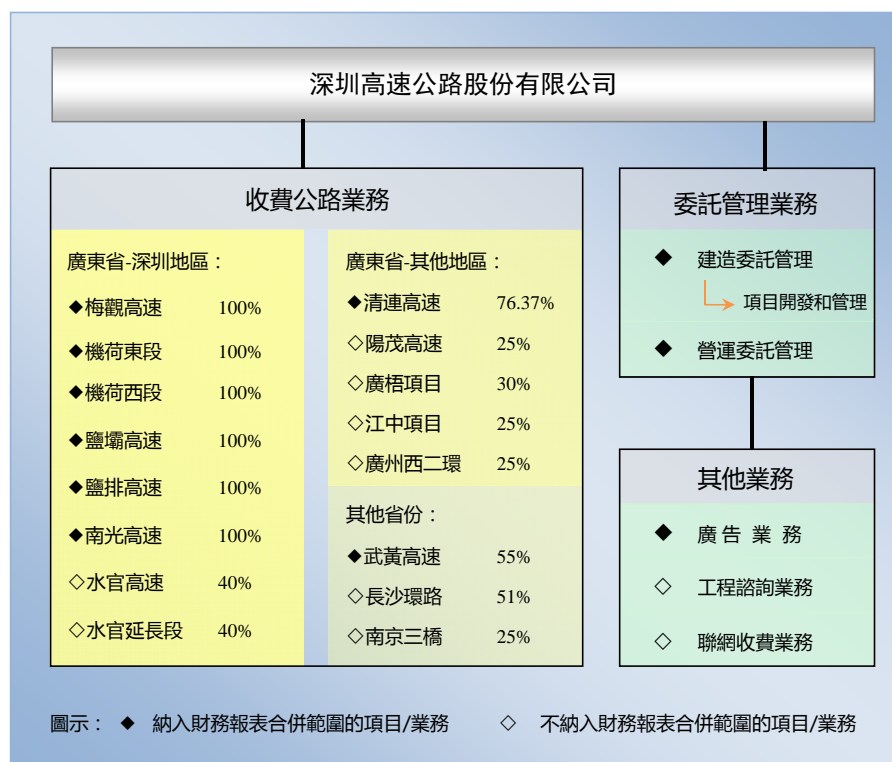 深圳高速公路股份有限公司
收費公路業務
廣東省-深圳地區：
◆梅觀高速 100%
◆機荷東段 100%
◆機荷西段 100%
◆鹽壩高速 100%
◆鹽排高速 100%
◆南光高速 100%
◇水官高速 40%
◇水官延長段 40%
廣東省-其他地區：
◆清連高速 76.37%
◇陽茂高速 25%
◇廣梧項目 30%
◇江中項目 25%
◇廣州西二環 25%
其他省份：
◆武黃高速 55%
◇長沙環路 51%
◇南京三橋 25%
委託管理業務
◆ 建造委託管理
項目開發和管理
◆ 營運委託管理
其他業務
◆ 廣告業務
◇ 工程諮詢業務
◇ 聯網收費業務
圖示： ◆ 納入財務報表合併範圍的項目/業務 ◇ 不納入財務報表合併範圍的項目/業務